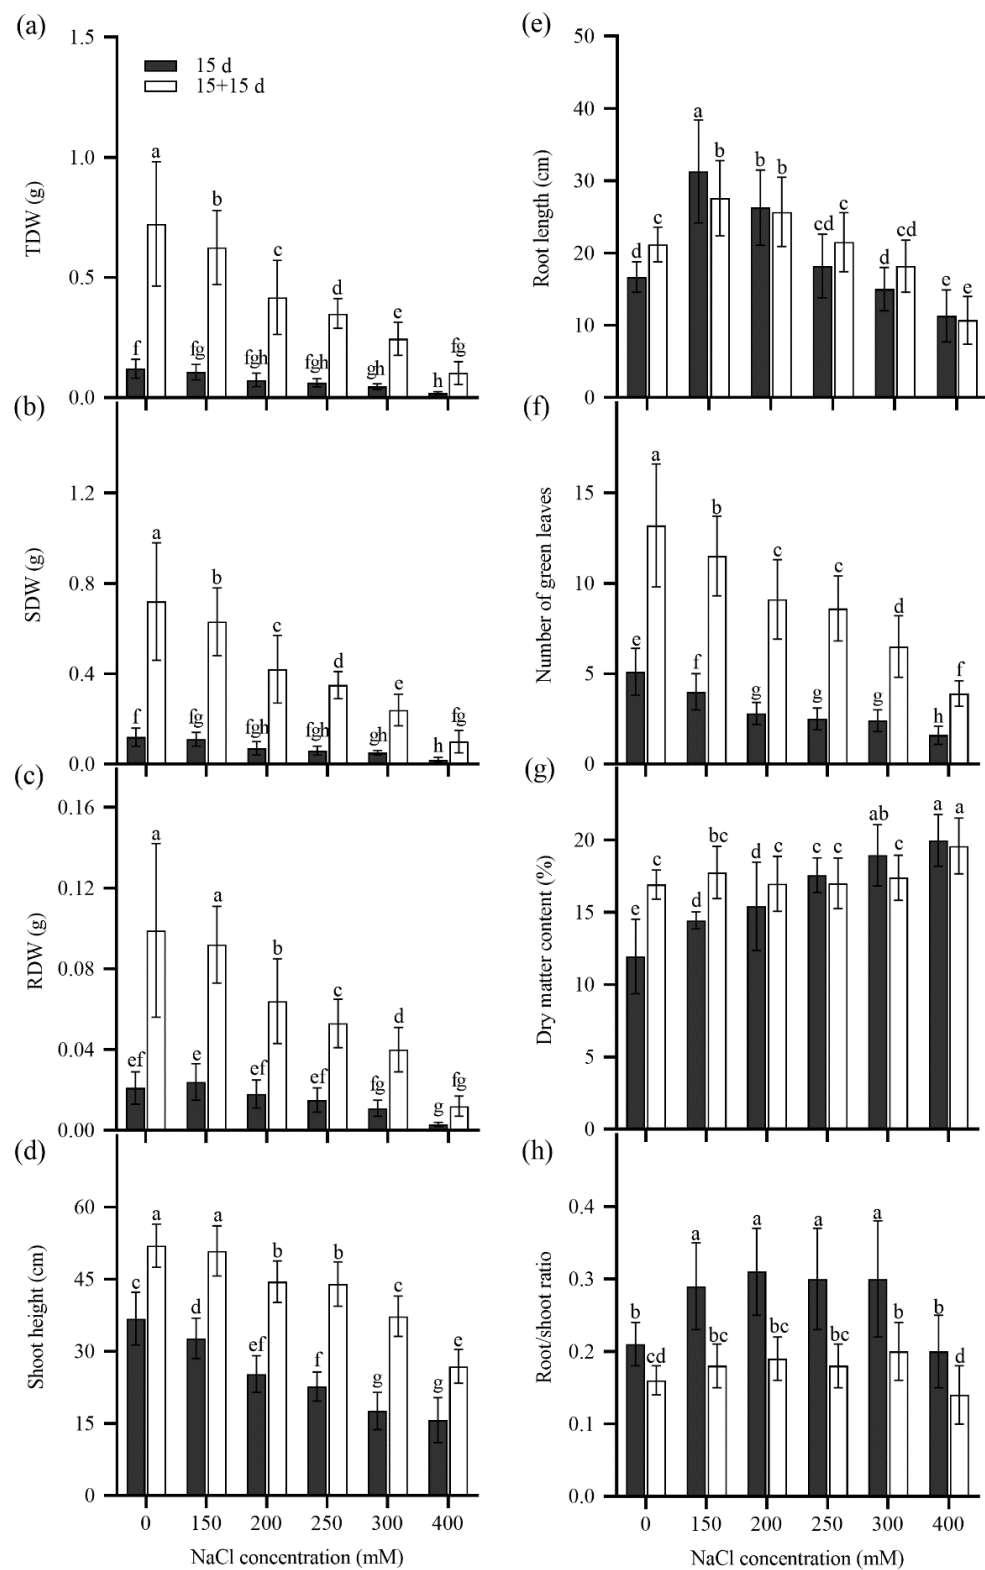 (a)
1.5
1.0
0.5
0.0
TDW (g)
15 d
15+15 d
a
b
c
d
e
fg
f
fg
fgh
fgh
gh
h
(b)
1.2
0.8
0.4
0.0
SDW (g)
a
b
c
d
e
fg
f
fg
fgh
fgh
gh
h
(c)
0.16
0.12
0.08
0.04
0.00
RDW (g)
a
a
b
c
d
fg
ef
e
ef
ef
fg
g
(d)
60
45
30
15
0
Shoot height (cm)
a
a
b
b
c
e
c
d
ef
f
g
g
0 150 200 250 300 400
NaCl concentration (mM)
(e)
50
40
30
20
10
0
Root length (cm)
d
c
a
b
b
b
cd
c
d
cd
e
e
(f)
15
10
5
0
Number of green leaves
a
b
c
c
d
f
e
f
g
g
g
h
(g)
20
15
10
5
0
Dry matter content (%)
e
c
d
bc
d
c
c
c
ab
c
a
a
(h)
0.4
0.3
0.2
0.1
0.0
Root/shoot ratio
b
cd
a
bc
a
bc
a
bc
a
b
b
d
0 150 200 250 300 400
NaCl concentration (mM)